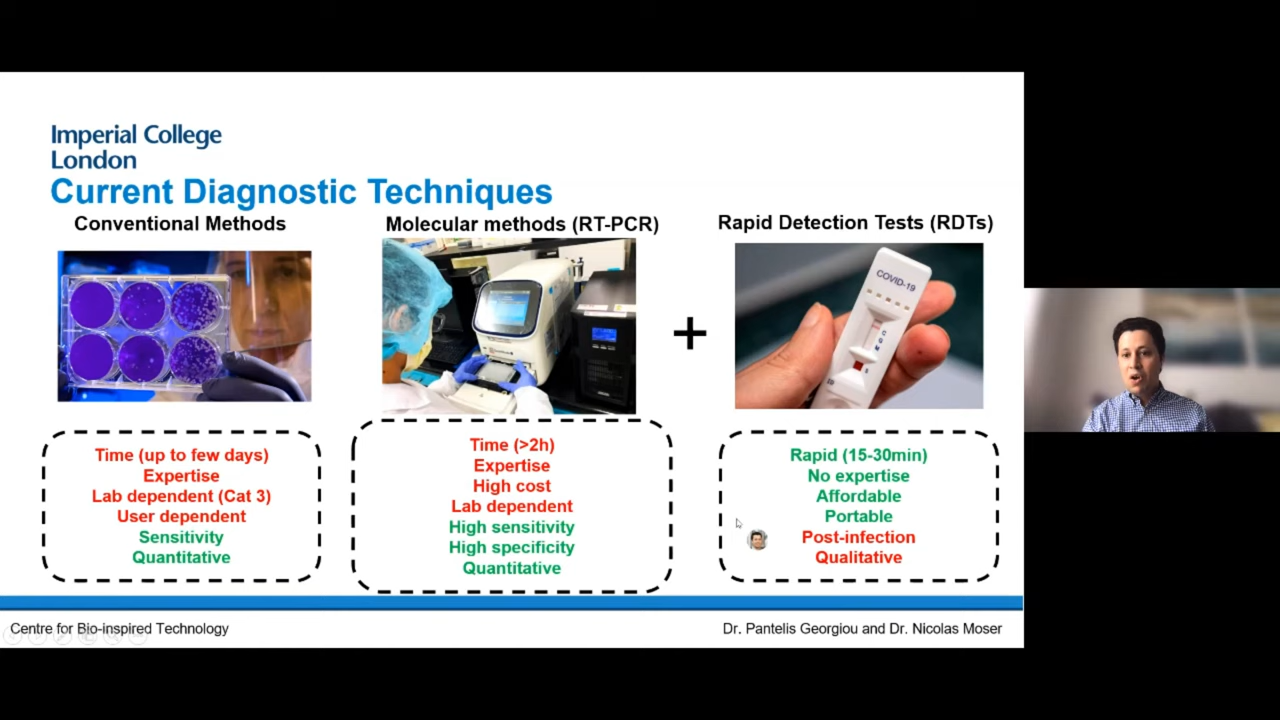 Imperial College
London
Current Diagnostic Techniques
Conventional Methods
Molecular methods (RT-PCR)
Rapid Detection Tests (RDTs)
COVID-19
+
Time (up to few days)
Expertise
Lab dependent (Cat 3)
User dependent
Sensitivity
Quantitative
Time (>2h)
Expertise
High cost
Lab dependent
High sensitivity
High specificity
Quantitative
Rapid (15-30min)
No expertise
Affordable
Portable
Post-infection
Qualitative
Centre for Bio-inspired Technology
Dr. Pantelis Georgiou and Dr. Nicolas Moser